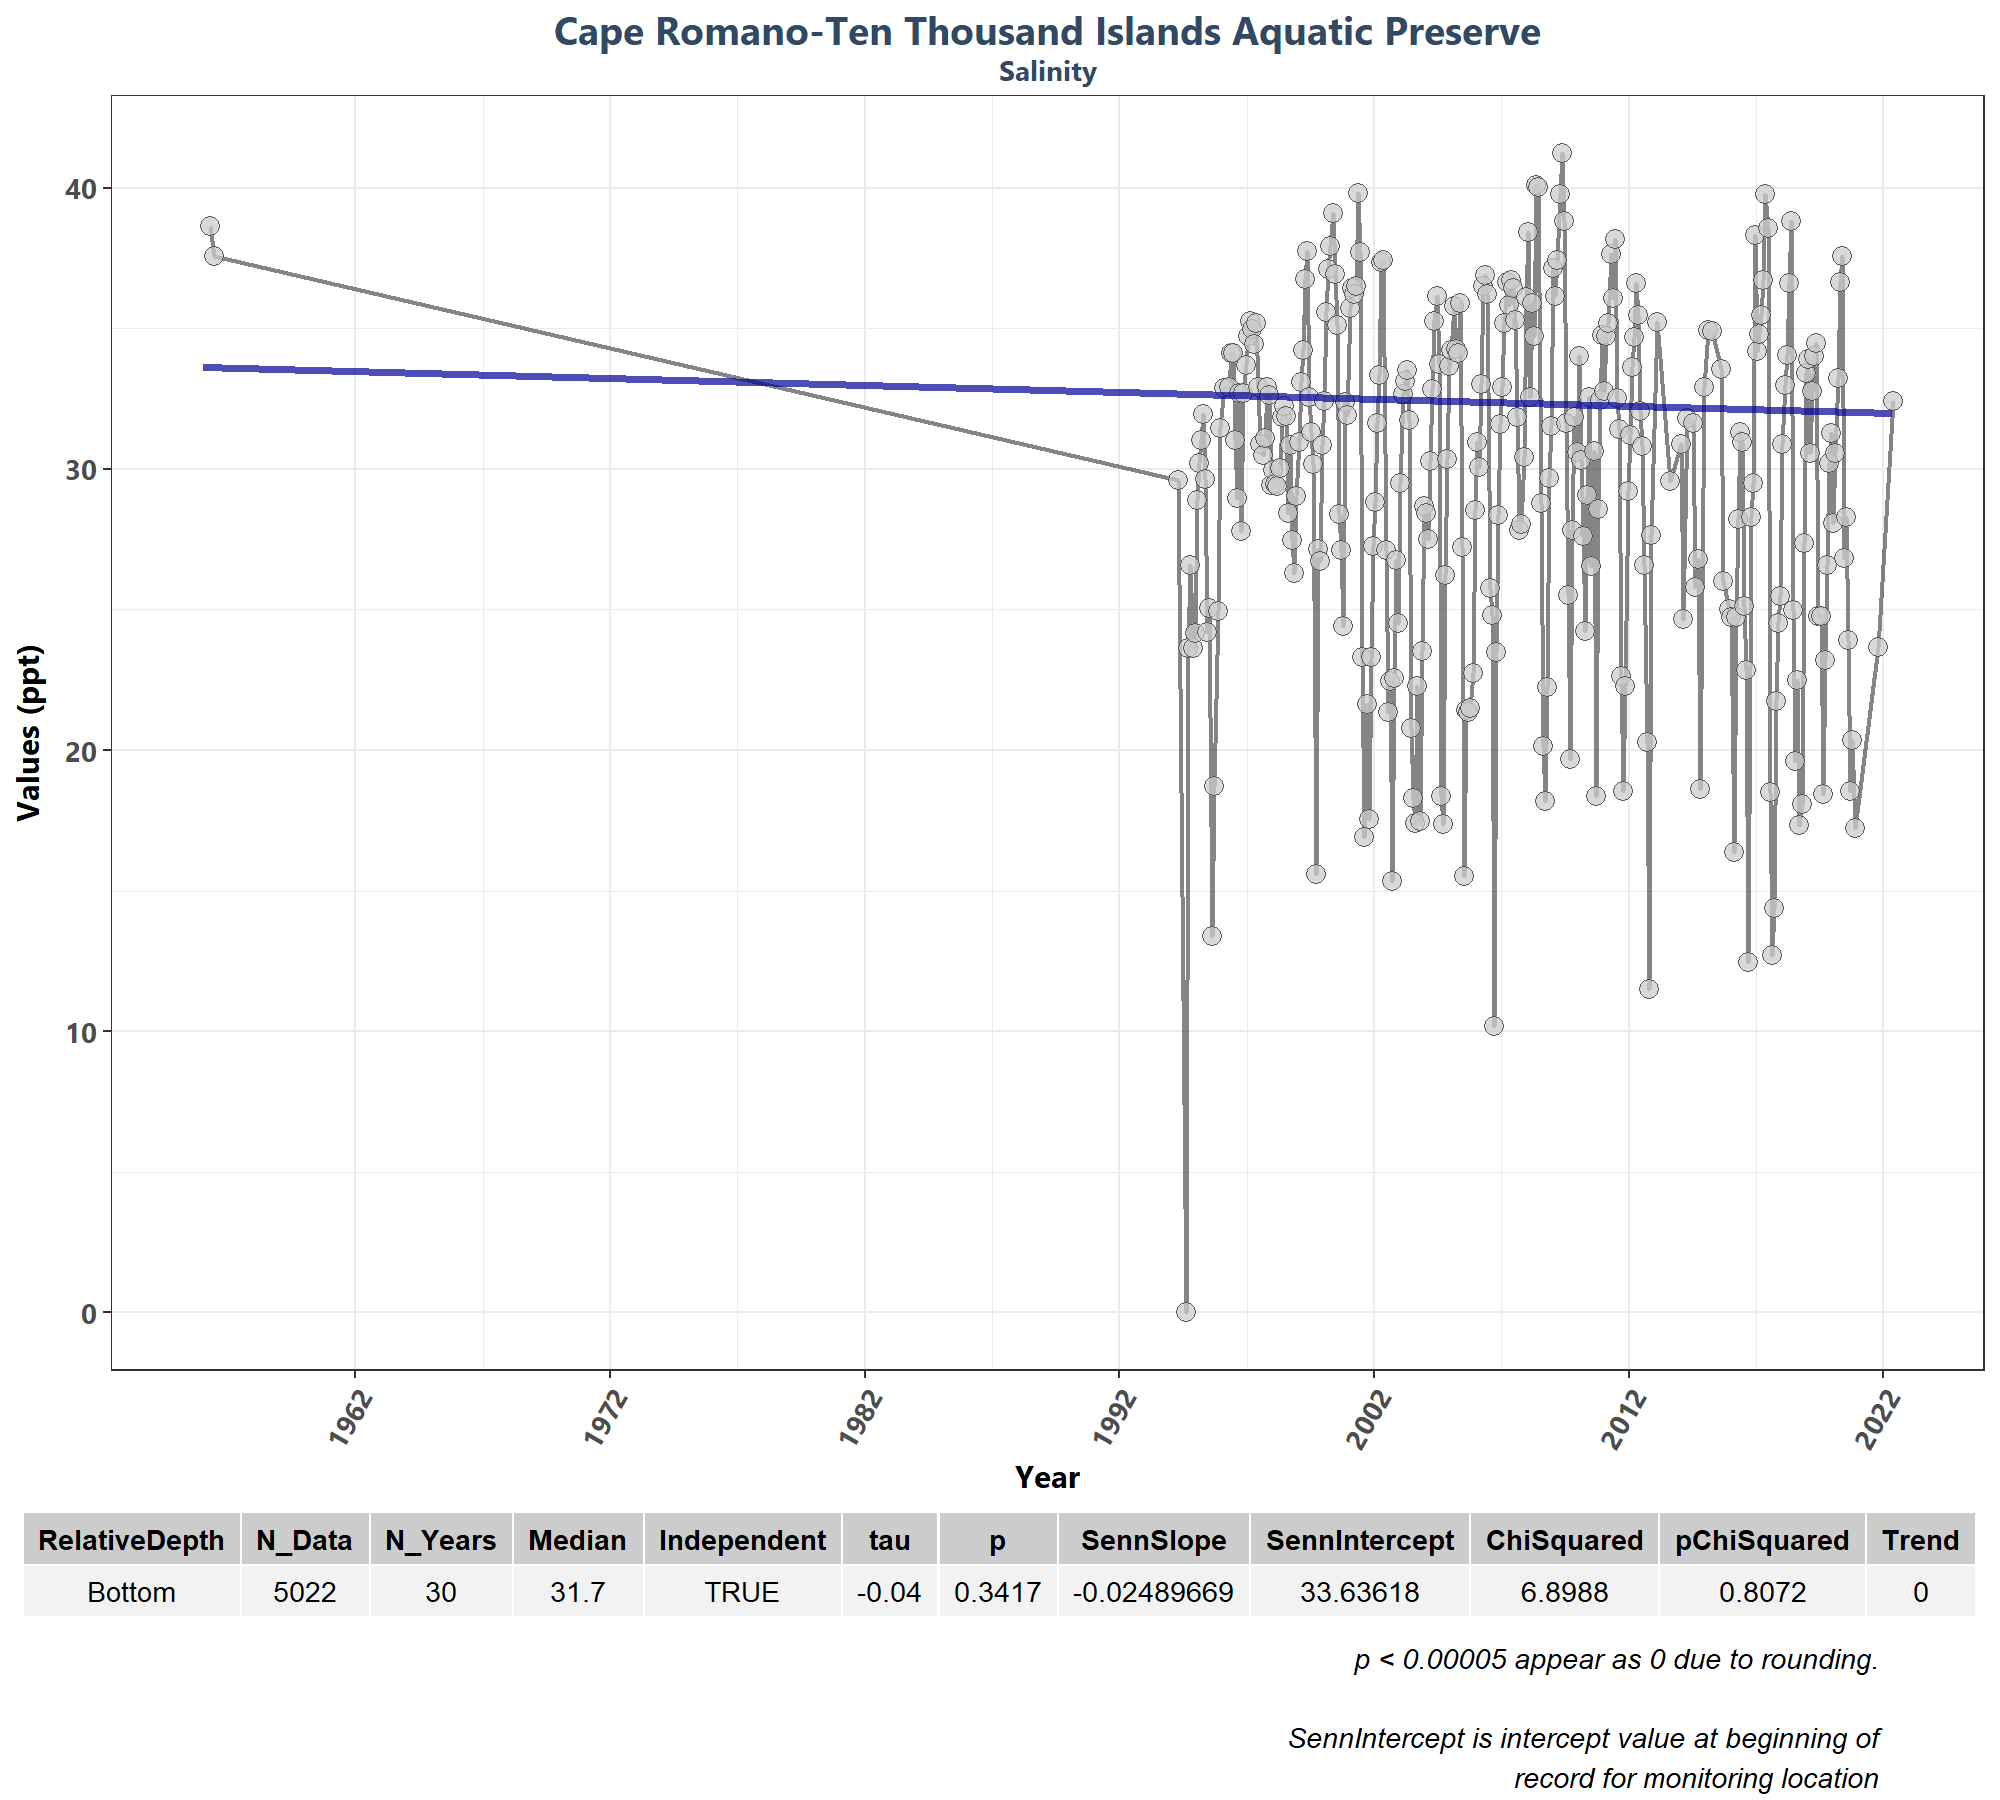 Cape Romano-Ten Thousand Islands Aquatic Preserve
Salinity
Values (ppt)
40
30
20
10
0
1962
1972
1982
1992
2002
2012
2022
Year
RelativeDepth N_Data N_Years Median Independent tau p SennSlope SennIntercept ChiSquared pChiSquared Trend
Bottom 5022 30 31.7 TRUE -0.04 0.3417 -0.02489669 33.63618 6.8988 0.8072 0
p < 0.00005 appear as 0 due to rounding.
SennIntercept is intercept value at beginning of
record for monitoring location